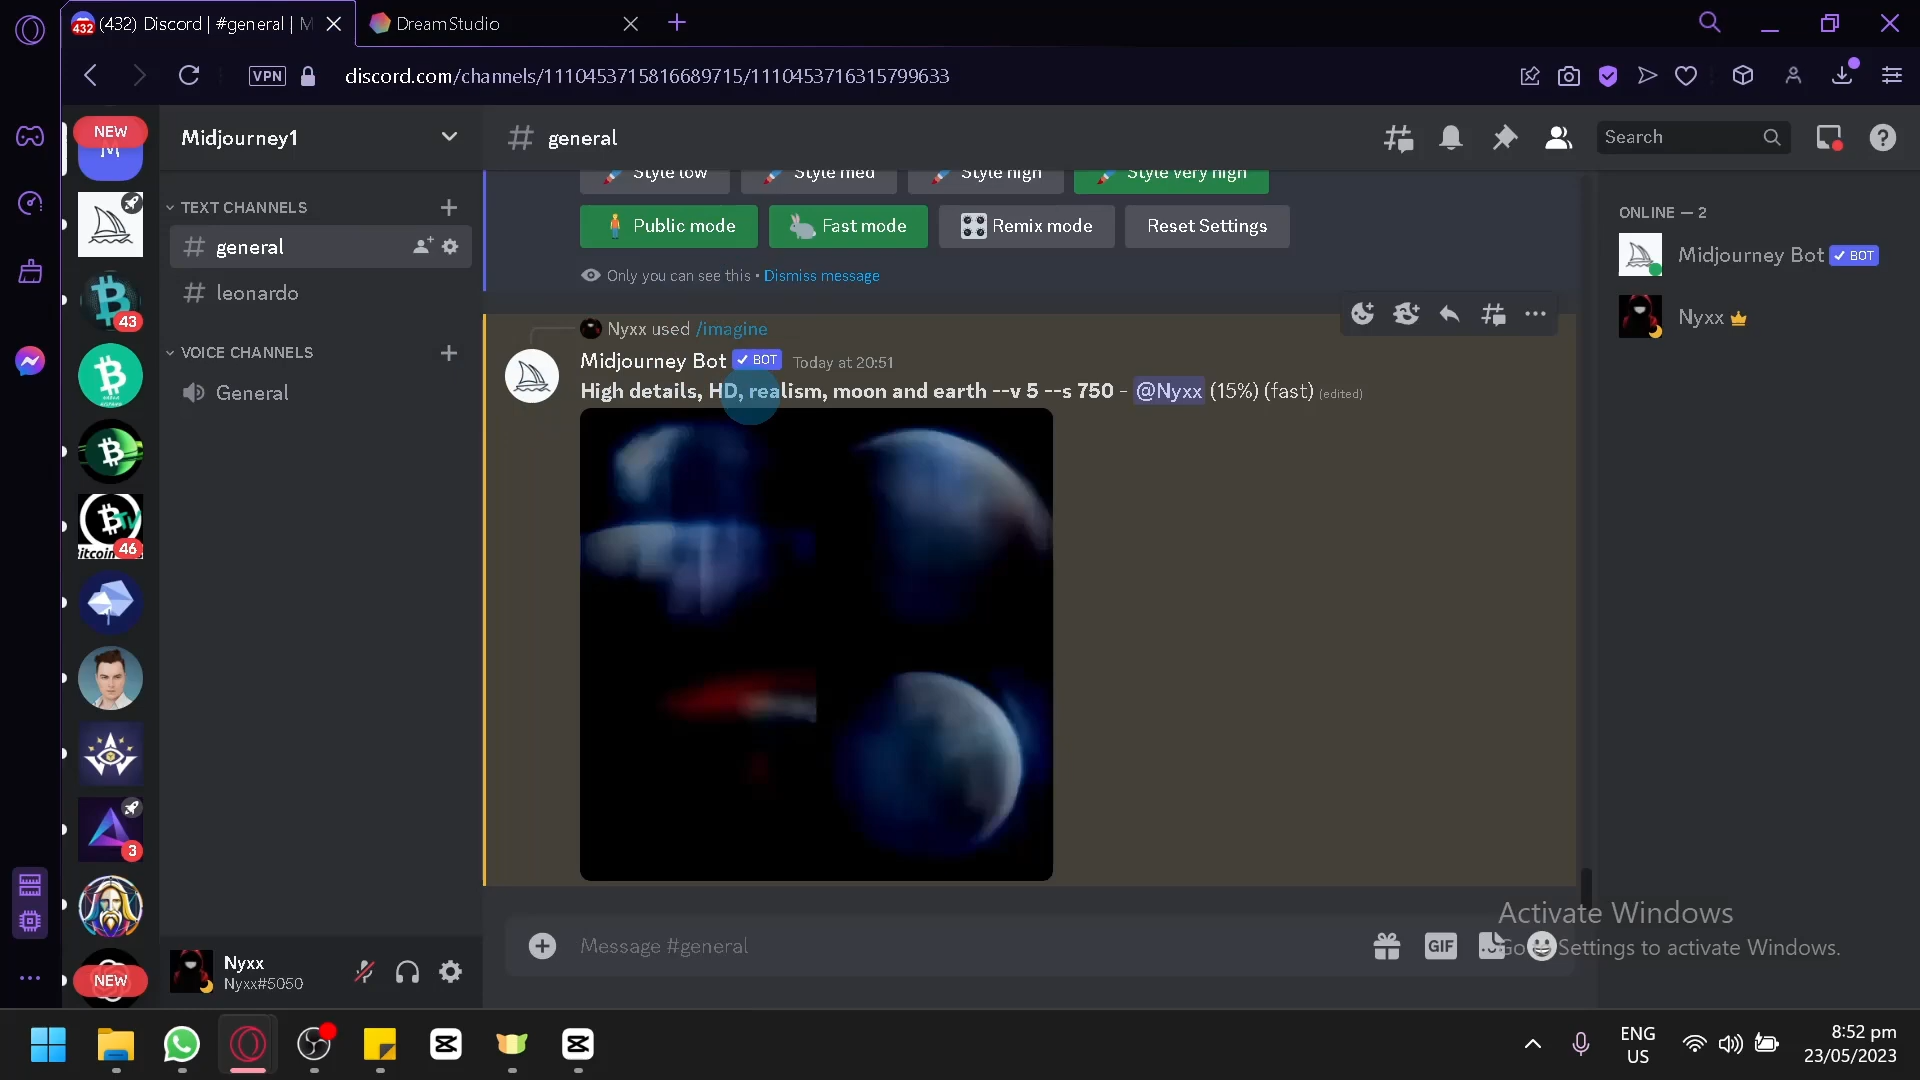 432
(432) Discord | #general | M
DreamStudio
VPN
discord.com/channels/1110453715816689715/1110453716315799633
NEW
Midjourney1
general
Search
Style low
Style med
Style high
Style very high
Public mode
Fast mode
Remix mode
Reset Settings
Only you can see this • Dismiss message
TEXT CHANNELS
general
leonardo
VOICE CHANNELS
General
43
46
3
NEW
ONLINE — 2
Midjourney Bot
BOT
Nyxx
Nyxx used /imagine
Midjourney Bot
BOT
Today at 20:51
High details, HD, realism, moon and earth --v 5 --s 750 - @Nyxx (15%) (fast) (edited)
Message #general
GIF
Activate Windows
Settings to activate Windows.
Nyxx
Nyxx#5050
ENG
US
8:52 pm
23/05/2023